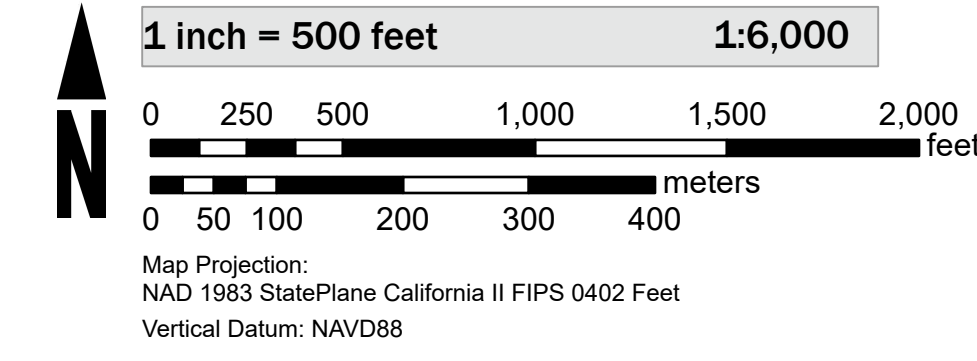 1 inch = 500 feet 1:6,000
0 250 500 1,000 1,500 2,000
feet
N
meters
0 50 100 200 300 400
Map Projection:
NAD 1983 StatePlane California II FIPS 0402 Feet
Vertical Datum: NAVD88